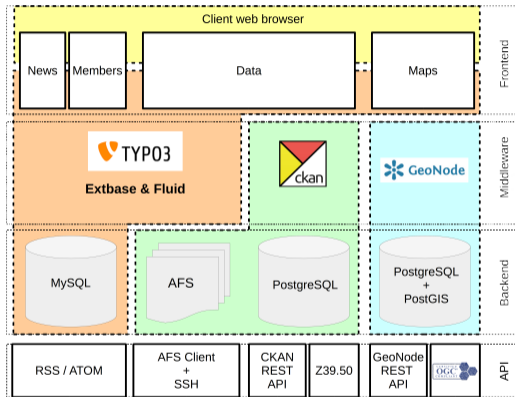 Client web browser
News
Members
Data
Maps
Frontend
TYPO3
Extbase & Fluid
ckan
GeoNode
Middleware
MySQL
AFS
PostgreSQL
PostgreSQL
+
PostGIS
Backend
RSS / ATOM
AFS Client
+
SSH
CKAN
REST
API
Z39.50
GeoNode
REST
API
OGC
API